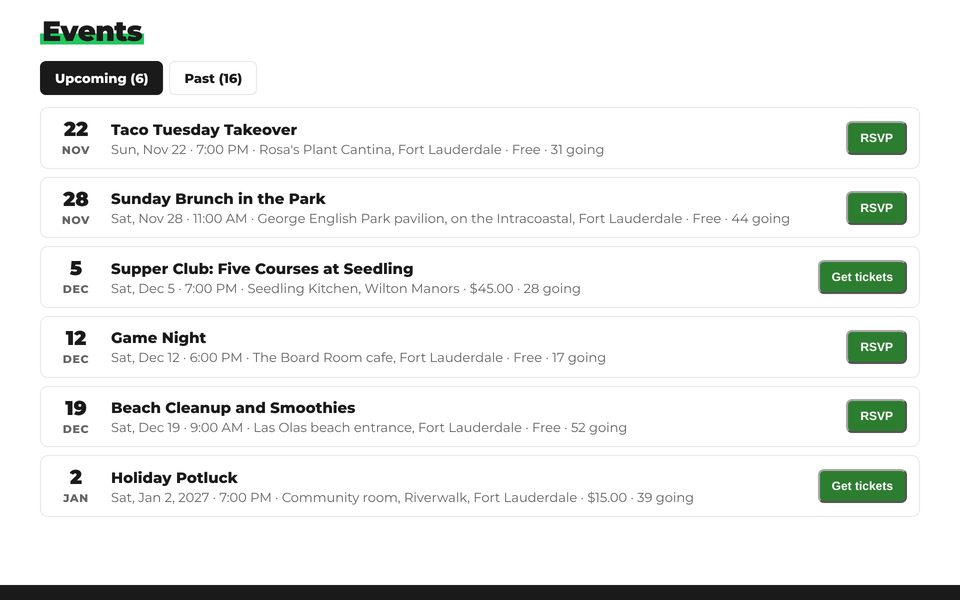 Events
Upcoming (6) Past (16)
22
NOV
Taco Tuesday Takeover
Sun, Nov 22 · 7:00 PM · Rosa's Plant Cantina, Fort Lauderdale · Free · 31 going
RSVP
28
NOV
Sunday Brunch in the Park
Sat, Nov 28 · 11:00 AM · George English Park pavilion, on the Intracoastal, Fort Lauderdale · Free · 44 going
RSVP
5
DEC
Supper Club: Five Courses at Seedling
Sat, Dec 5 · 7:00 PM · Seedling Kitchen, Wilton Manors · $45.00 · 28 going
Get tickets
12
DEC
Game Night
Sat, Dec 12 · 6:00 PM · The Board Room cafe, Fort Lauderdale · Free · 17 going
RSVP
19
DEC
Beach Cleanup and Smoothies
Sat, Dec 19 · 9:00 AM · Las Olas beach entrance, Fort Lauderdale · Free · 52 going
RSVP
2
JAN
Holiday Potluck
Sat, Jan 2, 2027 · 7:00 PM · Community room, Riverwalk, Fort Lauderdale · $15.00 · 39 going
Get tickets